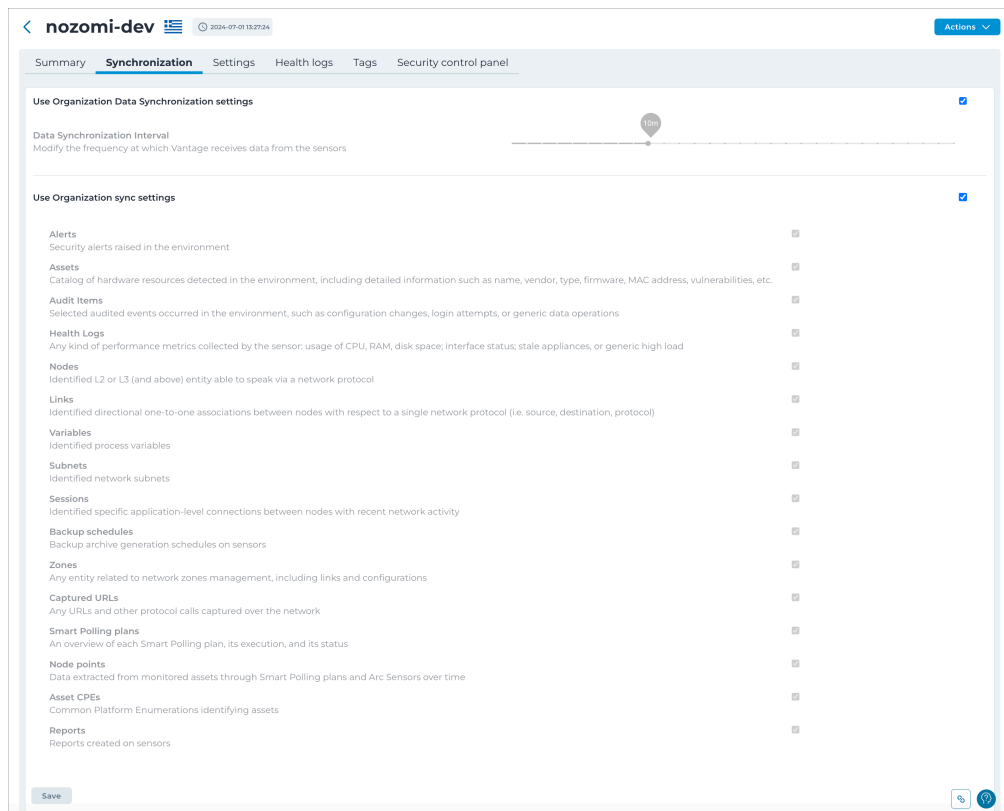 nozomi-dev
2024-07-01 13:27:24
Actions
Summary Synchronization Settings Health logs Tags Security control panel
Use Organization Data Synchronization settings
10m
Data Synchronization Interval
Modify the frequency at which Vantage receives data from the sensors
Use Organization sync settings
Alerts
Security alerts raised in the environment
Assets
Catalog of hardware resources detected in the environment, including detailed information such as name, vendor, type, firmware, MAC address, vulnerabilities, etc.
Audit Items
Selected audited events occurred in the environment, such as configuration changes, login attempts, or generic data operations
Health Logs
Any kind of performance metrics collected by the sensor: usage of CPU, RAM, disk space; interface status; stale appliances, or generic high load
Nodes
Identified L2 or L3 (and above) entity able to speak via a network protocol
Links
Identified directional one-to-one associations between nodes with respect to a single network protocol (i.e. source, destination, protocol)
Variables
Identified process variables
Subnets
Identified network subnets
Sessions
Identified specific application-level connections between nodes with recent network activity
Backup schedules
Backup archive generation schedules on sensors
Zones
Any entity related to network zones management, including links and configurations
Captured URLs
Any URLs and other protocol calls captured over the network
Smart Polling plans
An overview of each Smart Polling plan, its execution, and its status
Node points
Data extracted from monitored assets through Smart Polling plans and Arc Sensors over time
Asset CPEs
Common Platform Enumerations identifying assets
Reports
Reports created on sensors
Save